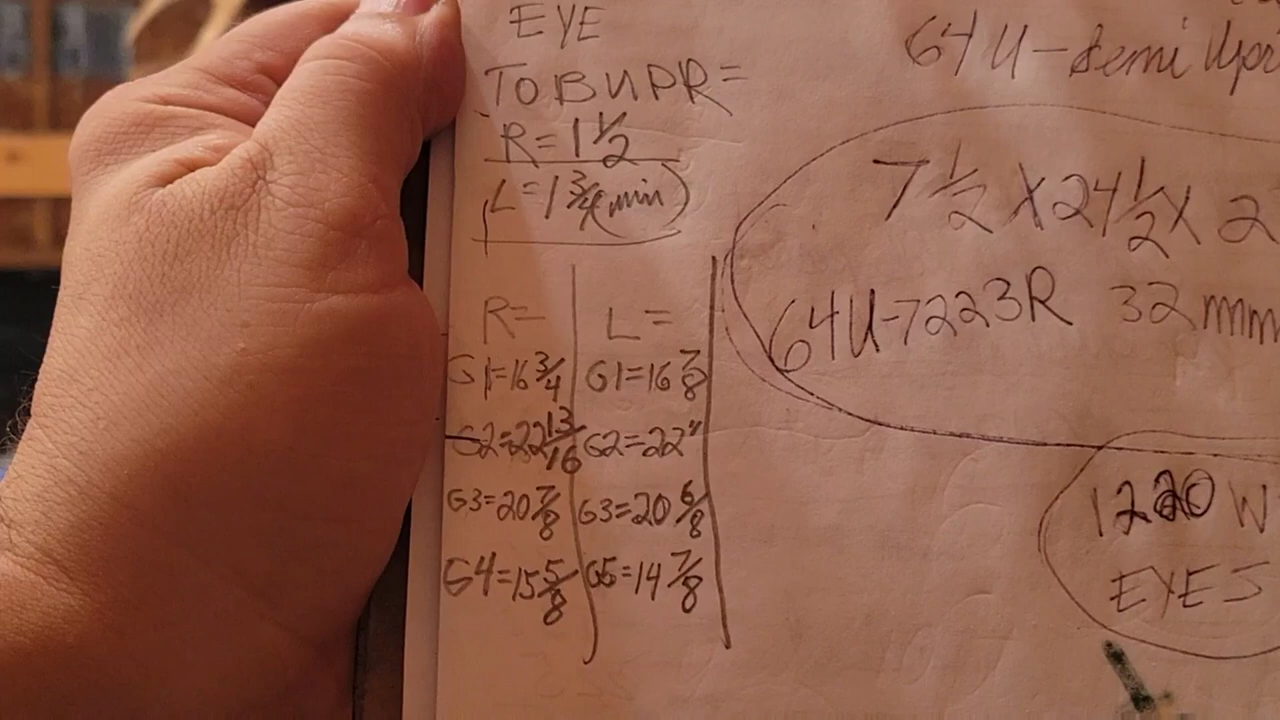 EYE
TO BURR=
R=1 1/2
L=1 3/4 (min)
R= L=
G1=16 3/4 G1=16 7/8
G2=22 13/16 G2=22"
G3=20 7/8 G3=20 6/8
G4=15 5/8 G5=14 7/8
64U-Semi
7 1/2 X 24 1/2 X 2
64U-7223R 32mm
1220 W
EYES